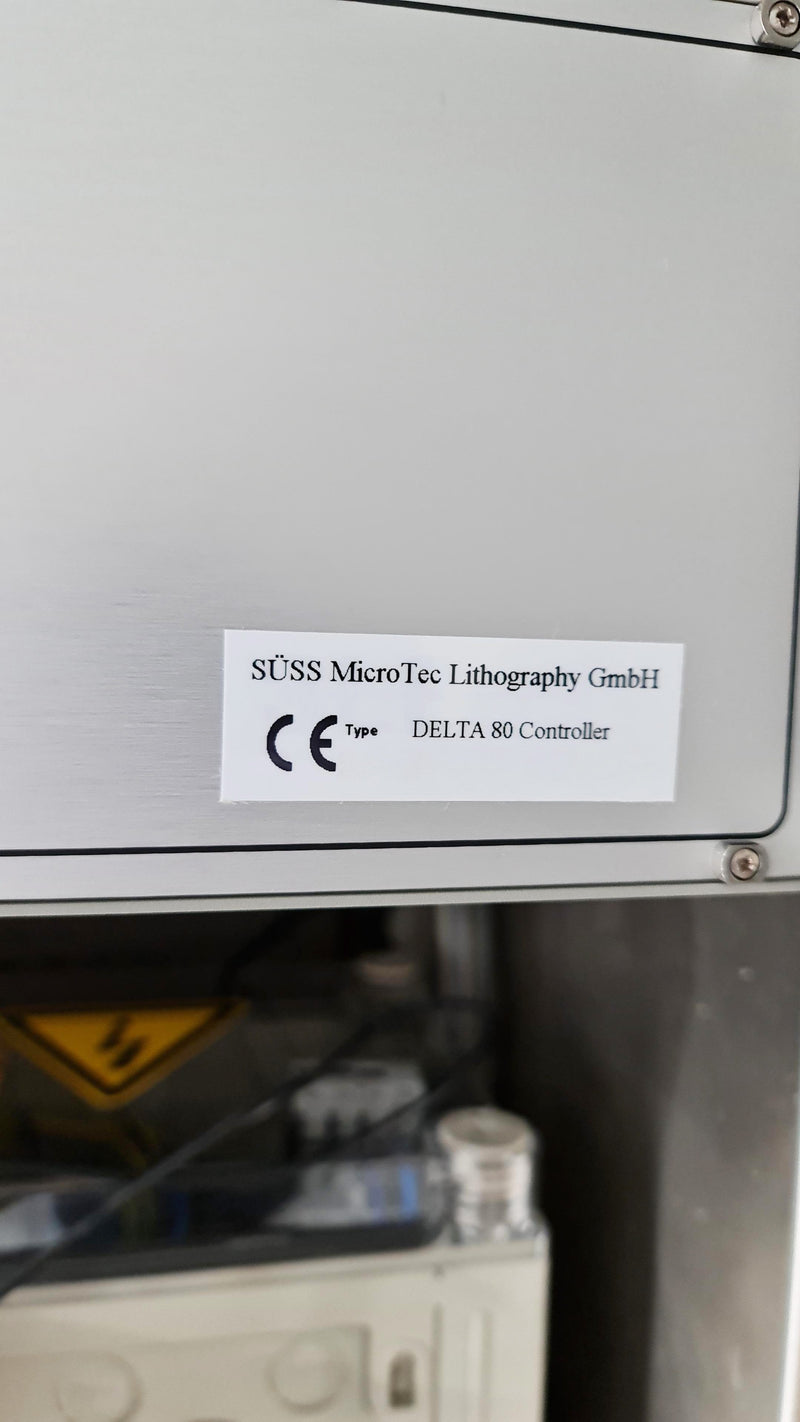 SÜSS MicroTec Lithography GmbH
CE Type DELTA 80 Controller